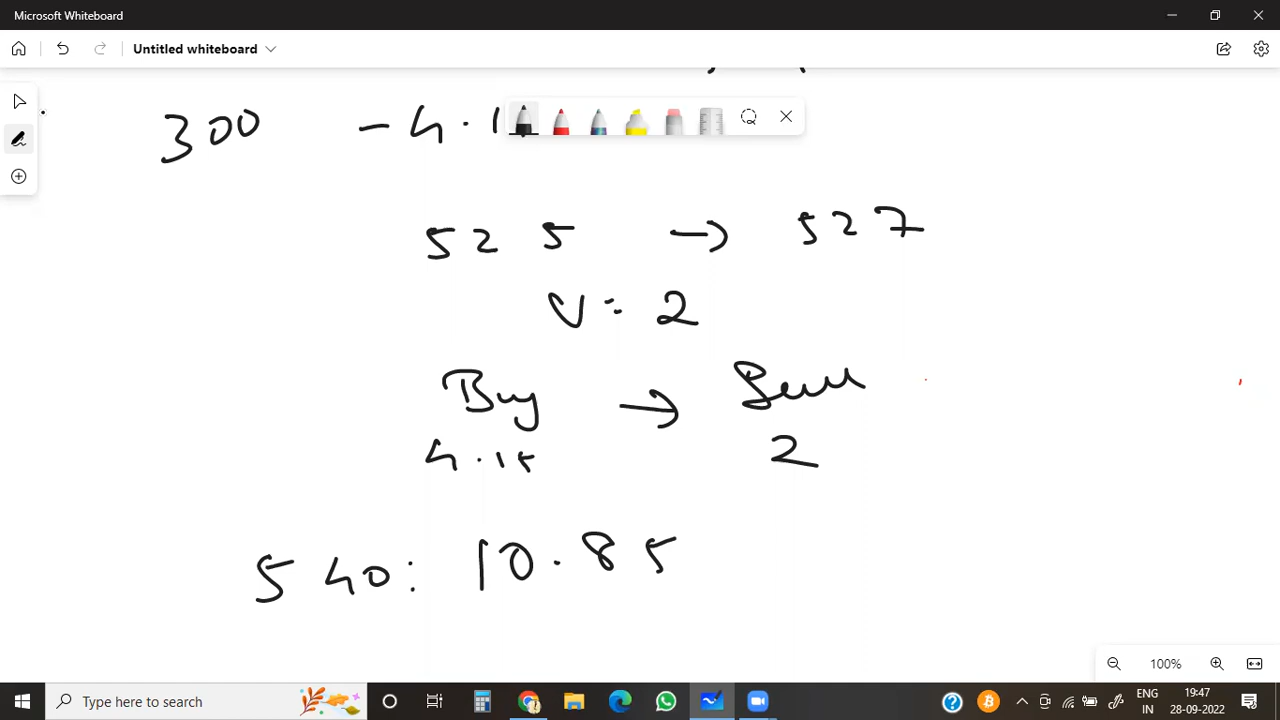 Microsoft Whiteboard
Untitled whiteboard
300 - 4.1
525 → 527
V = 2
Buy → Sell
4.15 2
540: 10.85
100%
Type here to search
ENG 19:47
IN 28-09-2022